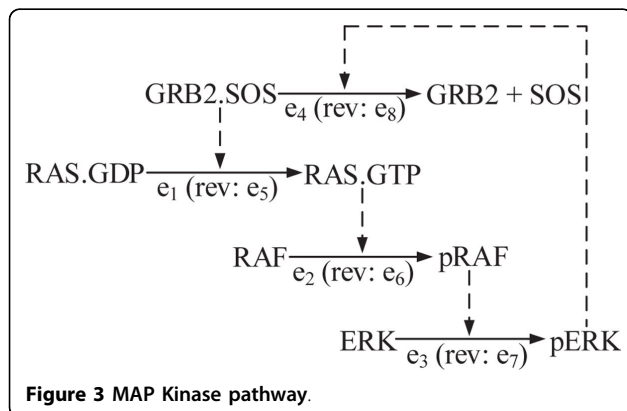 GRB2.SOS GRB2 + SOS
e4 (rev: e8)
RAS.GDP RAS.GTP
e1 (rev: e5)
RAF pRAF
e2 (rev: e6)
ERK pERK
e3 (rev: e7)
Figure 3 MAP Kinase pathway.